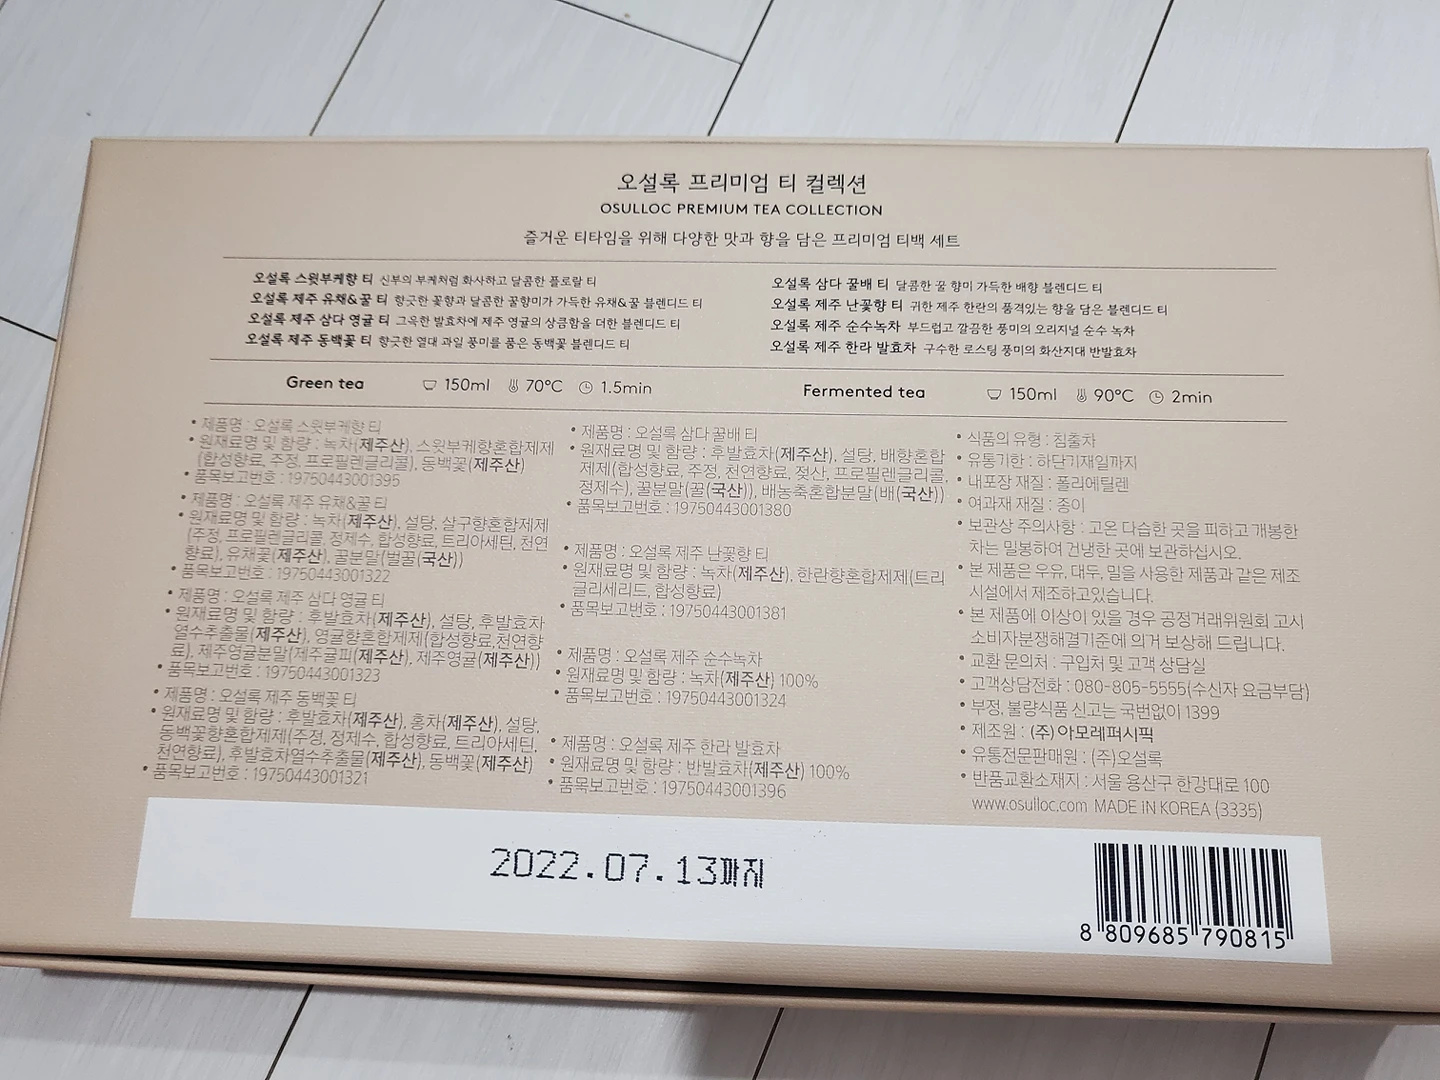 오설록 프리미엄 티 컬렉션
OSULLOC PREMIUM TEA COLLECTION
즐거운 티타임을 위해 다양한 맛과 향을 담은 프리미엄 티백 세트
오설록 스윗부케향 티 신부의 부케처럼 화사하고 달콤한 플로랄 티
오설록 제주 유채&꿀 티 향긋한 꽃향과 달콤한 꿀향미가 가득한 유채&꿀 블렌디드 티
오설록 제주 삼다 영귤 티 그윽한 발효차에 제주 영귤의 상큼함을 더한 블렌디드 티
오설록 제주 동백꽃 티 향긋한 열대 과일 풍미를 품은 동백꽃 블렌디드 티
오설록 삼다 꿀배 티 달콤한 꿀 향미 가득한 배향 블렌디드 티
오설록 제주 난꽃향 티 귀한 제주 한란의 품격있는 향을 담은 블렌디드 티
오설록 제주 순수녹차 부드럽고 깔끔한 풍미의 오리지널 순수 녹차
오설록 제주 한라 발효차 구수한 로스팅 풍미의 화산지대 반발효차
Green tea 150ml 70°C 1.5min
Fermented tea 150ml 90°C 2min
• 제품명 : 오설록 스윗부케향 티
• 원재료명 및 함량 : 녹차(제주산), 스윗부케향혼합제제
(합성향료, 주정, 프로필렌글리콜), 동백꽃(제주산)
• 품목보고번호 : 19750443001395
• 제품명 : 오설록 제주 유채&꿀 티
• 원재료명 및 함량 : 녹차(제주산), 설탕, 살구향혼합제제
(주정, 프로필렌글리콜, 정제수, 합성향료, 트리아세틴, 천연
향료), 유채꽃(제주산), 꿀분말(벌꿀(국산))
• 품목보고번호 : 19750443001322
• 제품명 : 오설록 제주 삼다 영귤 티
• 원재료명 및 함량 : 후발효차(제주산), 설탕, 후발효차
열수추출물(제주산), 영귤향혼합제제(합성향료,천연향
료), 제주영귤분말(제주귤피(제주산), 제주영귤(제주산))
• 품목보고번호 : 19750443001323
• 제품명 : 오설록 제주 동백꽃 티
• 원재료명 및 함량 : 후발효차(제주산), 홍차(제주산), 설탕,
동백꽃향혼합제제(주정, 정제수, 합성향료, 트리아세틴,
천연향료), 후발효차열수추출물(제주산), 동백꽃(제주산)
• 품목보고번호 : 19750443001321
• 제품명 : 오설록 삼다 꿀배 티
• 원재료명 및 함량 : 후발효차(제주산), 설탕, 배향혼합
제제(합성향료, 주정, 천연향료, 젖산, 프로필렌글리콜,
정제수), 꿀분말(꿀(국산)), 배농축혼합분말(배(국산))
• 품목보고번호 : 19750443001380
• 제품명 : 오설록 제주 난꽃향 티
• 원재료명 및 함량 : 녹차(제주산), 한란향혼합제제(트리
글리세리드, 합성향료)
• 품목보고번호 : 19750443001381
• 제품명 : 오설록 제주 순수녹차
• 원재료명 및 함량 : 녹차(제주산) 100%
• 품목보고번호 : 19750443001324
• 제품명 : 오설록 제주 한라 발효차
• 원재료명 및 함량 : 반발효차(제주산) 100%
• 품목보고번호 : 19750443001396
• 식품의 유형 : 침출차
• 유통기한 : 하단기재일까지
• 내포장 재질 : 폴리에틸렌
• 여과재 재질 : 종이
• 보관상 주의사항 : 고온 다습한 곳을 피하고 개봉한
차는 밀봉하여 건냉한 곳에 보관하십시오.
• 본 제품은 우유, 대두, 밀을 사용한 제품과 같은 제조
시설에서 제조하고있습니다.
• 본 제품에 이상이 있을 경우 공정거래위원회 고시
소비자분쟁해결기준에 의거 보상해 드립니다.
• 교환 문의처 : 구입처 및 고객 상담실
• 고객상담전화 : 080-805-5555(수신자 요금부담)
• 부정, 불량식품 신고는 국번없이 1399
• 제조원 : (주)아모레퍼시픽
• 유통전문판매원 : (주)오설록
• 반품교환소재지 : 서울 용산구 한강대로 100
www.osulloc.com MADE IN KOREA (3335)
2022.07.13까지
8 809685 790815